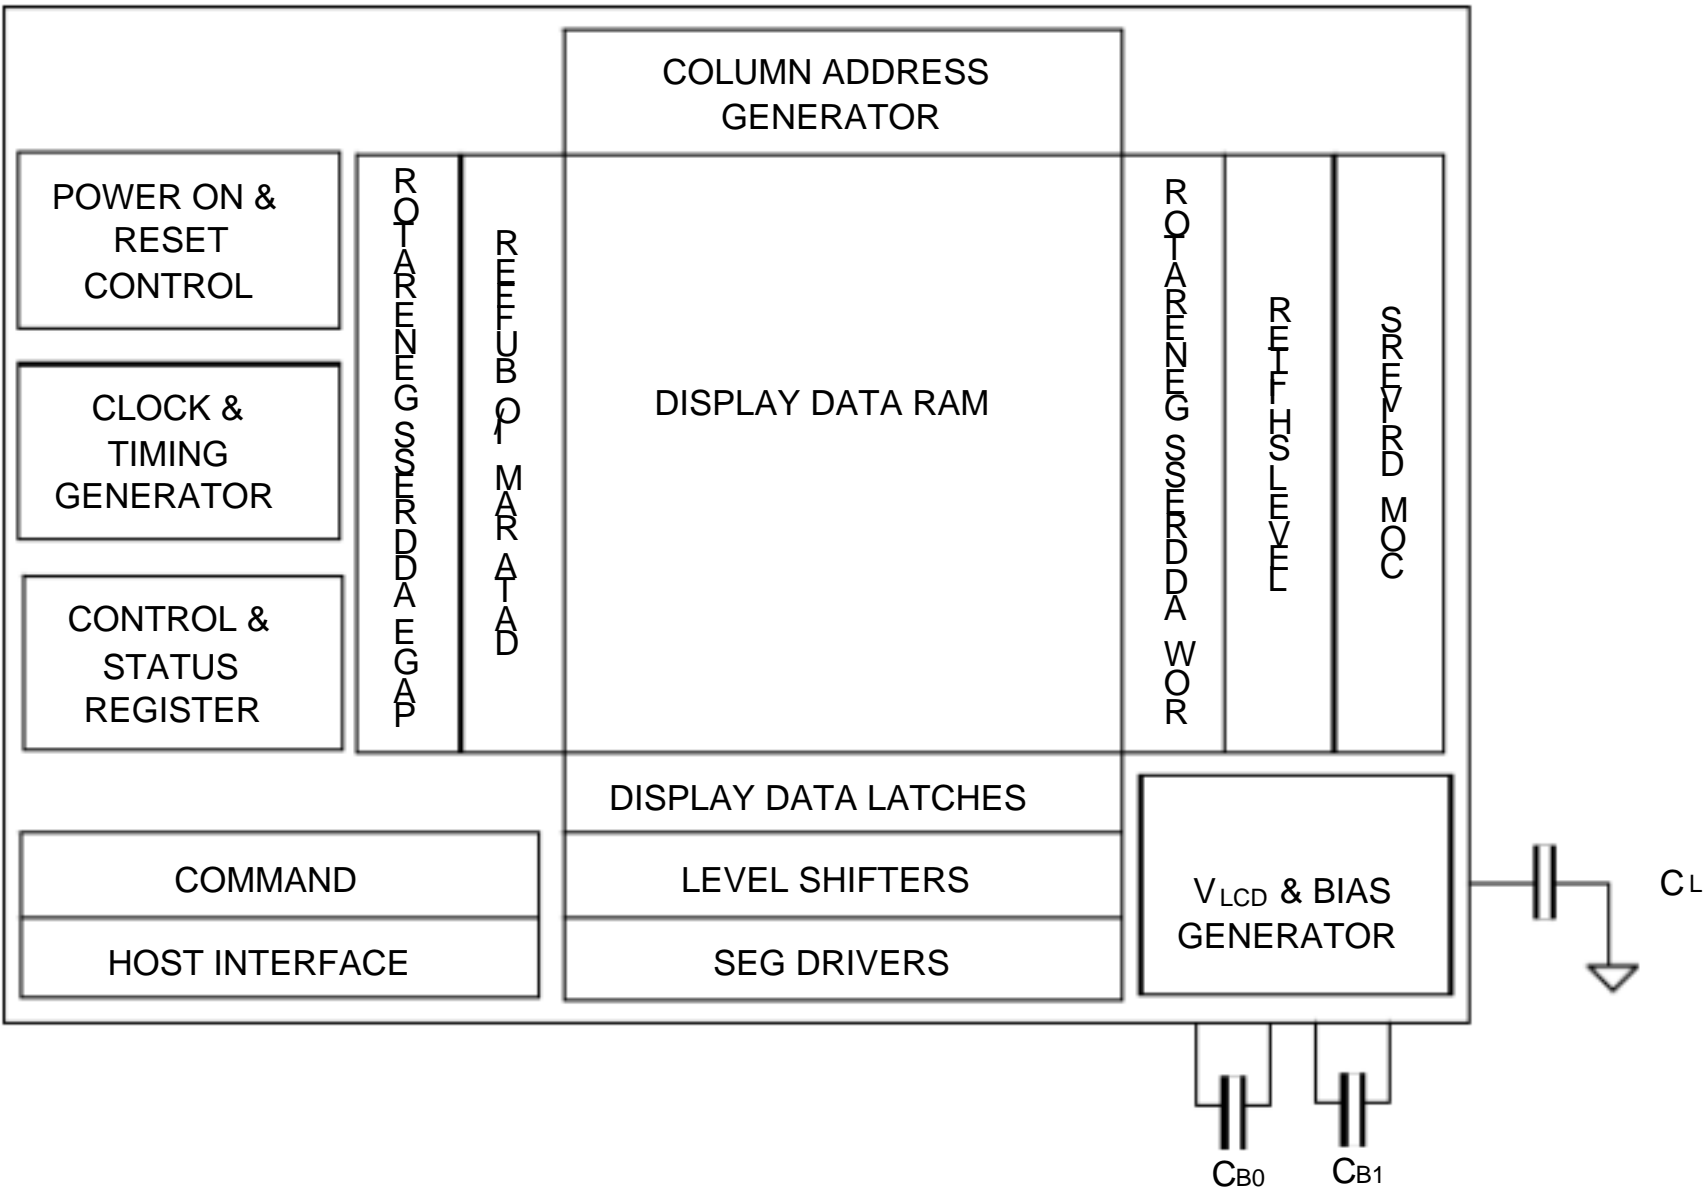 COLUMN ADDRESS
GENERATOR
POWER ON &
RESET
CONTROL
CLOCK &
TIMING
GENERATOR
CONTROL &
STATUS
REGISTER
PAGE ADDRESS GENERATOR
DATA RAM I/O BUFFER
DISPLAY DATA RAM
ROW ADDRESS GENERATOR
LEVEL SHIFTER
COM DRIVERS
DISPLAY DATA LATCHES
COMMAND
HOST INTERFACE
LEVEL SHIFTERS
SEG DRIVERS
VLCD & BIAS
GENERATOR
CL
CB0
CB1